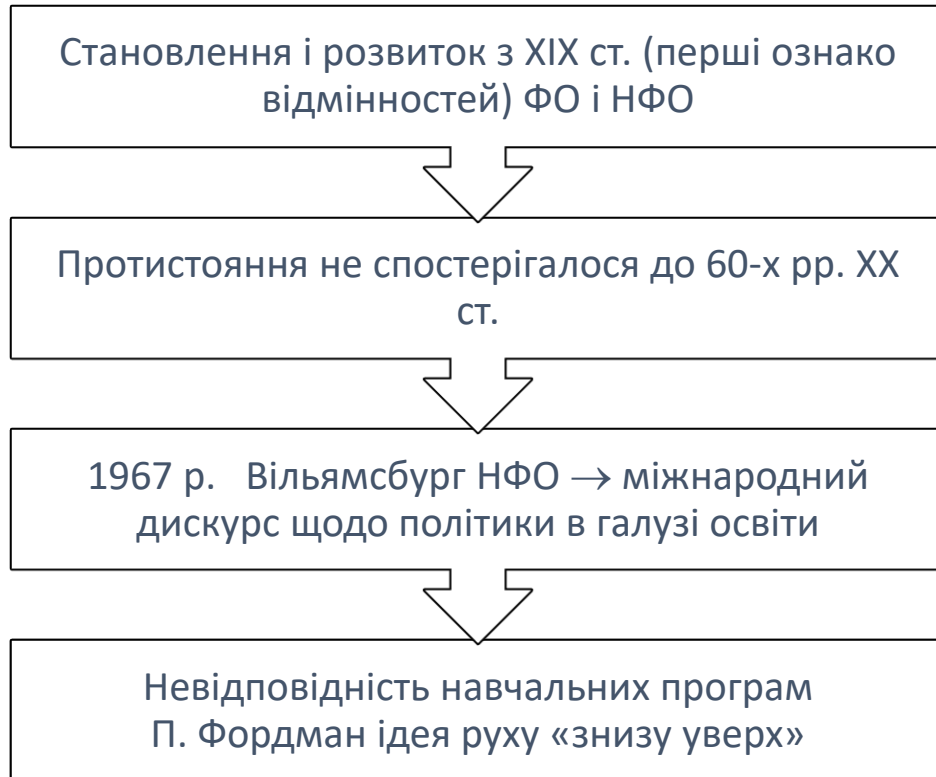 Становлення і розвиток з XIX ст. (перші ознако
відмінностей) ФО і НФО
Протистояння не спостерігалося до 60-х рр. XX
ст.
1967 р. Вільямсбург НФО → міжнародний
дискурс щодо політики в галузі освіти
Невідповідність навчальних програм
П. Фордман ідея руху «знизу уверх»